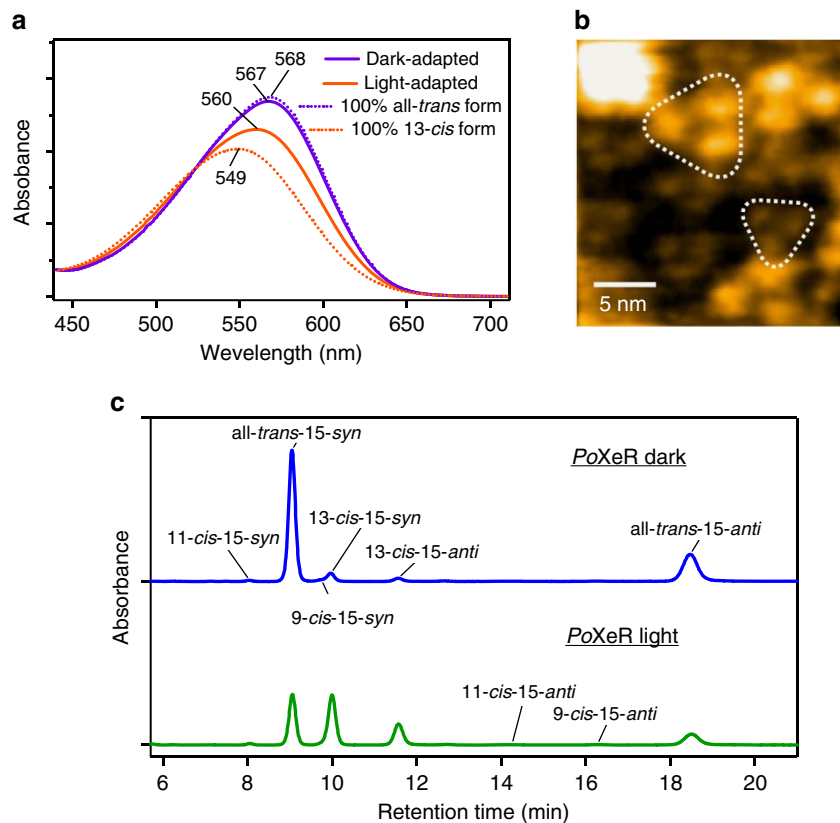 a
568
567
560
549
Dark-adapted
Light-adapted
100% all-trans form
100% 13-cis form
Absobance
450 500 550 600 650 700
Wavelength (nm)
b
5 nm
c
all-trans-15-syn
PoXeR dark
11-cis-15-syn
13-cis-15-syn
13-cis-15-anti
all-trans-15-anti
9-cis-15-syn
PoXeR light
11-cis-15-anti
9-cis-15-anti
Absorbance
6 8 10 12 14 16 18 20
Retention time (min)